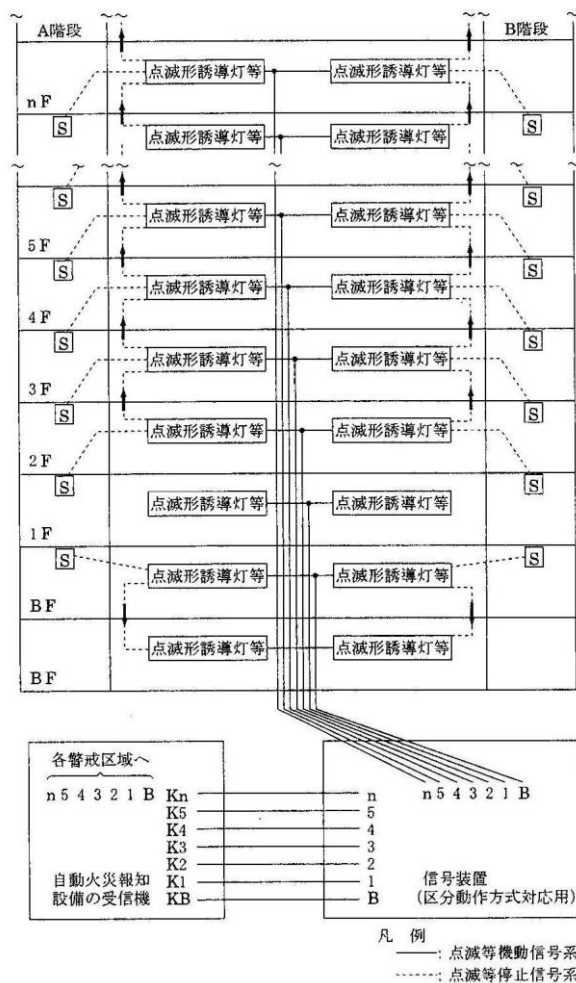 A階段 B階段
点滅形誘導灯等 点滅形誘導灯等
nF
S S
点滅形誘導灯等 点滅形誘導灯等
S S
点滅形誘導灯等 点滅形誘導灯等
5F
S S
点滅形誘導灯等 点滅形誘導灯等
4F
S S
点滅形誘導灯等 点滅形誘導灯等
3F
S S
点滅形誘導灯等 点滅形誘導灯等
2F
S S
点滅形誘導灯等 点滅形誘導灯等
1F
S S
点滅形誘導灯等 点滅形誘導灯等
BF
点滅形誘導灯等 点滅形誘導灯等
BF
各警戒区域へ
n 5 4 3 2 1 B
n 5 4 3 2 1 B
Kn n
K5 5
K4 4
K3 3
K2 2
K1 1
KB B
自動火災報知
設備の受信機
信号装置
(区分動作方式対応用)
凡 例
: 点滅等機動信号系
: 点滅等停止信号系